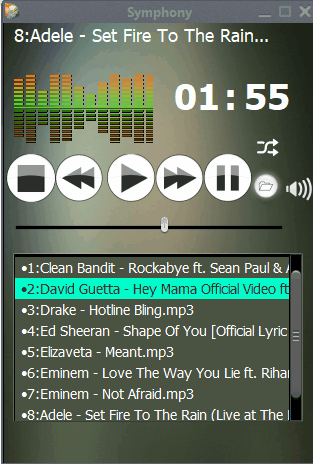 Symphony
8:Adele - Set Fire To The Rain...
01:55
•1:Clean Bandit - Rockabye ft. Sean Paul &
•2:David Guetta - Hey Mama Official Video ft
•3:Drake - Hotline Bling.mp3
•4:Ed Sheeran - Shape Of You [Official Lyric
•5:Elizaveta - Meant.mp3
•6:Eminem - Love The Way You Lie ft. Rihan
•7:Eminem - Not Afraid.mp3
•8:Adele - Set Fire To The Rain (Live at The